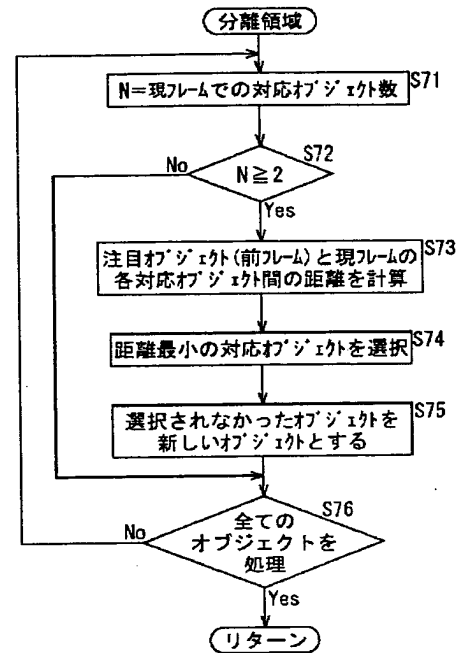 分離領域
S71
N=現フレームでの対応オブジェクト数
S72
No
N≧2
Yes
S73
注目オブジェクト(前フレーム)と現フレームの
各対応オブジェクト間の距離を計算
S74
距離最小の対応オブジェクトを選択
S75
選択されなかったオブジェクトを
新しいオブジェクトとする
S76
No
全ての
オブジェクトを
処理
Yes
リターン